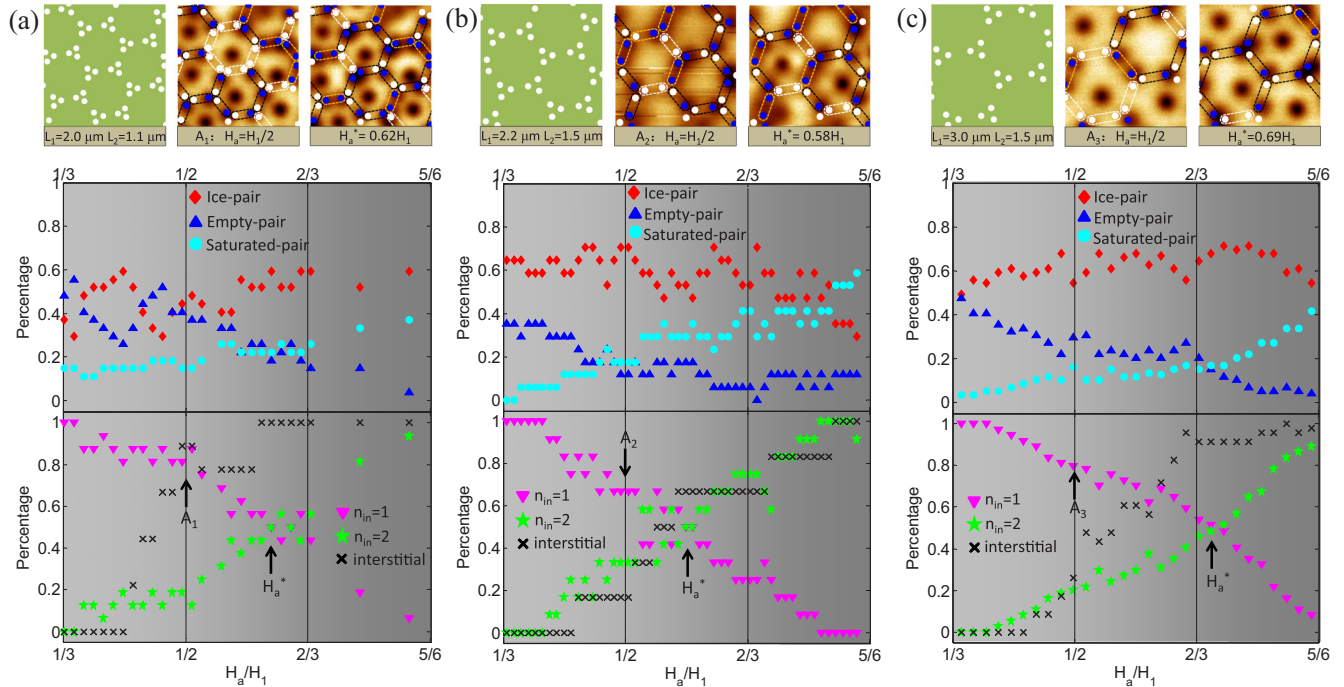 (a)
L₁=2.0 μm L₂=1.1 μm
A₁: Hₐ=H₁/2
Hₐ*= 0.62H₁
1/3 1/2 2/3 5/6
Ice-pair
Empty-pair
Saturated-pair
Percentage
1
0.8
0.6
0.4
0.2
0
A₁
Hₐ*
nᵢₙ=1
nᵢₙ=2
interstitial
Percentage
1
0.8
0.6
0.4
0.2
0
1/3 1/2 2/3 5/6
Hₐ/H₁
(b)
L₁=2.2 μm L₂=1.5 μm
A₂: Hₐ=H₁/2
Hₐ*= 0.58H₁
1/3 1/2 2/3 5/6
Ice-pair
Empty-pair
Saturated-pair
Percentage
1
0.8
0.6
0.4
0.2
0
A₂
nᵢₙ=1
nᵢₙ=2
interstitial
Hₐ*
Percentage
1
0.8
0.6
0.4
0.2
0
1/3 1/2 2/3 5/6
Hₐ/H₁
(c)
L₁=3.0 μm L₂=1.5 μm
A₃: Hₐ=H₁/2
Hₐ*=0.69H₁
1/3 1/2 2/3 5/6
Ice-pair
Empty-pair
Saturated-pair
Percentage
1
0.8
0.6
0.4
0.2
0
A₃
nᵢₙ=1
nᵢₙ=2
interstitial
Hₐ*
Percentage
1
0.8
0.6
0.4
0.2
0
1/3 1/2 2/3 5/6
Hₐ/H₁